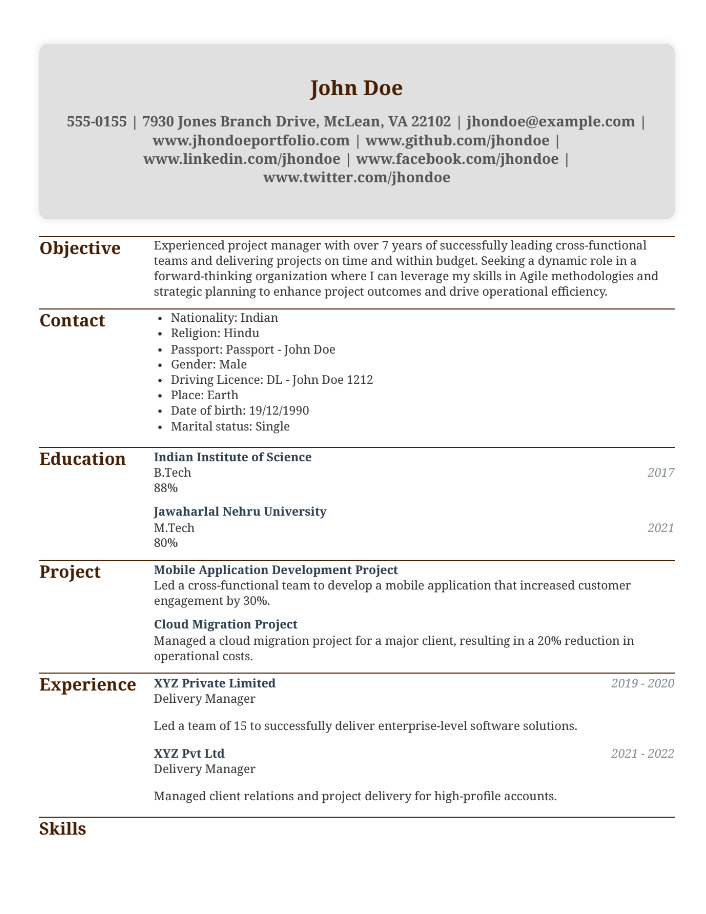 John Doe
555-0155 | 7930 Jones Branch Drive, McLean, VA 22102 | jhondoe@example.com |
www.jhondoeportfolio.com | www.github.com/jhondoe |
www.linkedin.com/jhondoe | www.facebook.com/jhondoe |
www.twitter.com/jhondoe
Objective
Experienced project manager with over 7 years of successfully leading cross-functional
teams and delivering projects on time and within budget. Seeking a dynamic role in a
forward-thinking organization where I can leverage my skills in Agile methodologies and
strategic planning to enhance project outcomes and drive operational efficiency.
Contact
• Nationality: Indian
• Religion: Hindu
• Passport: Passport - John Doe
• Gender: Male
• Driving Licence: DL - John Doe 1212
• Place: Earth
• Date of birth: 19/12/1990
• Marital status: Single
Education
Indian Institute of Science
B.Tech 2017
88%
Jawaharlal Nehru University
M.Tech 2021
80%
Project
Mobile Application Development Project
Led a cross-functional team to develop a mobile application that increased customer
engagement by 30%.
Cloud Migration Project
Managed a cloud migration project for a major client, resulting in a 20% reduction in
operational costs.
Experience
XYZ Private Limited 2019 - 2020
Delivery Manager
Led a team of 15 to successfully deliver enterprise-level software solutions.
XYZ Pvt Ltd 2021 - 2022
Delivery Manager
Managed client relations and project delivery for high-profile accounts.
Skills